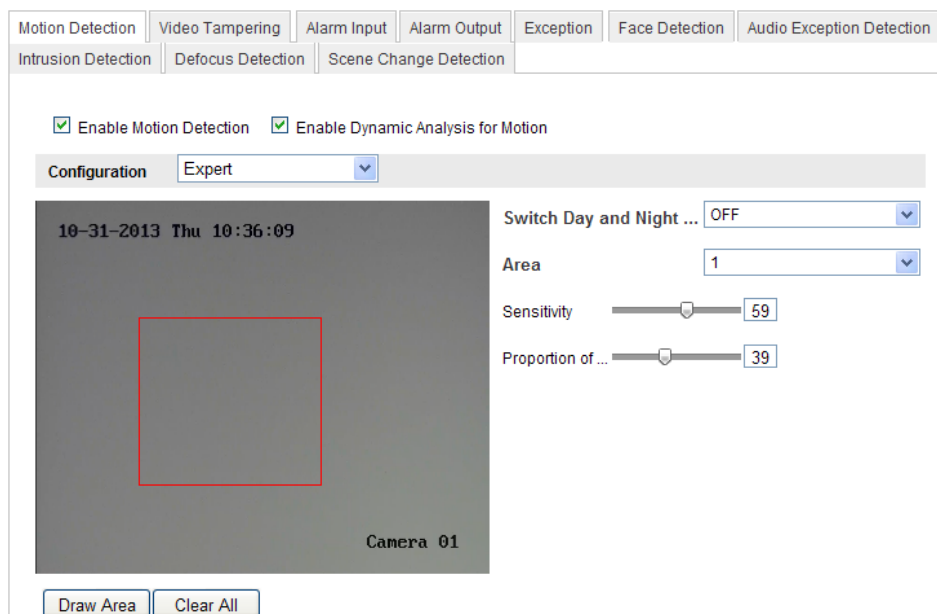 Motion Detection Video Tampering Alarm Input Alarm Output Exception Face Detection Audio Exception Detection
Intrusion Detection Defocus Detection Scene Change Detection
Enable Motion Detection Enable Dynamic Analysis for Motion
Configuration Expert
10-31-2013 Thu 10:36:09
Camera 01
Switch Day and Night ... OFF
Area 1
Sensitivity 59
Proportion of ... 39
Draw Area Clear All